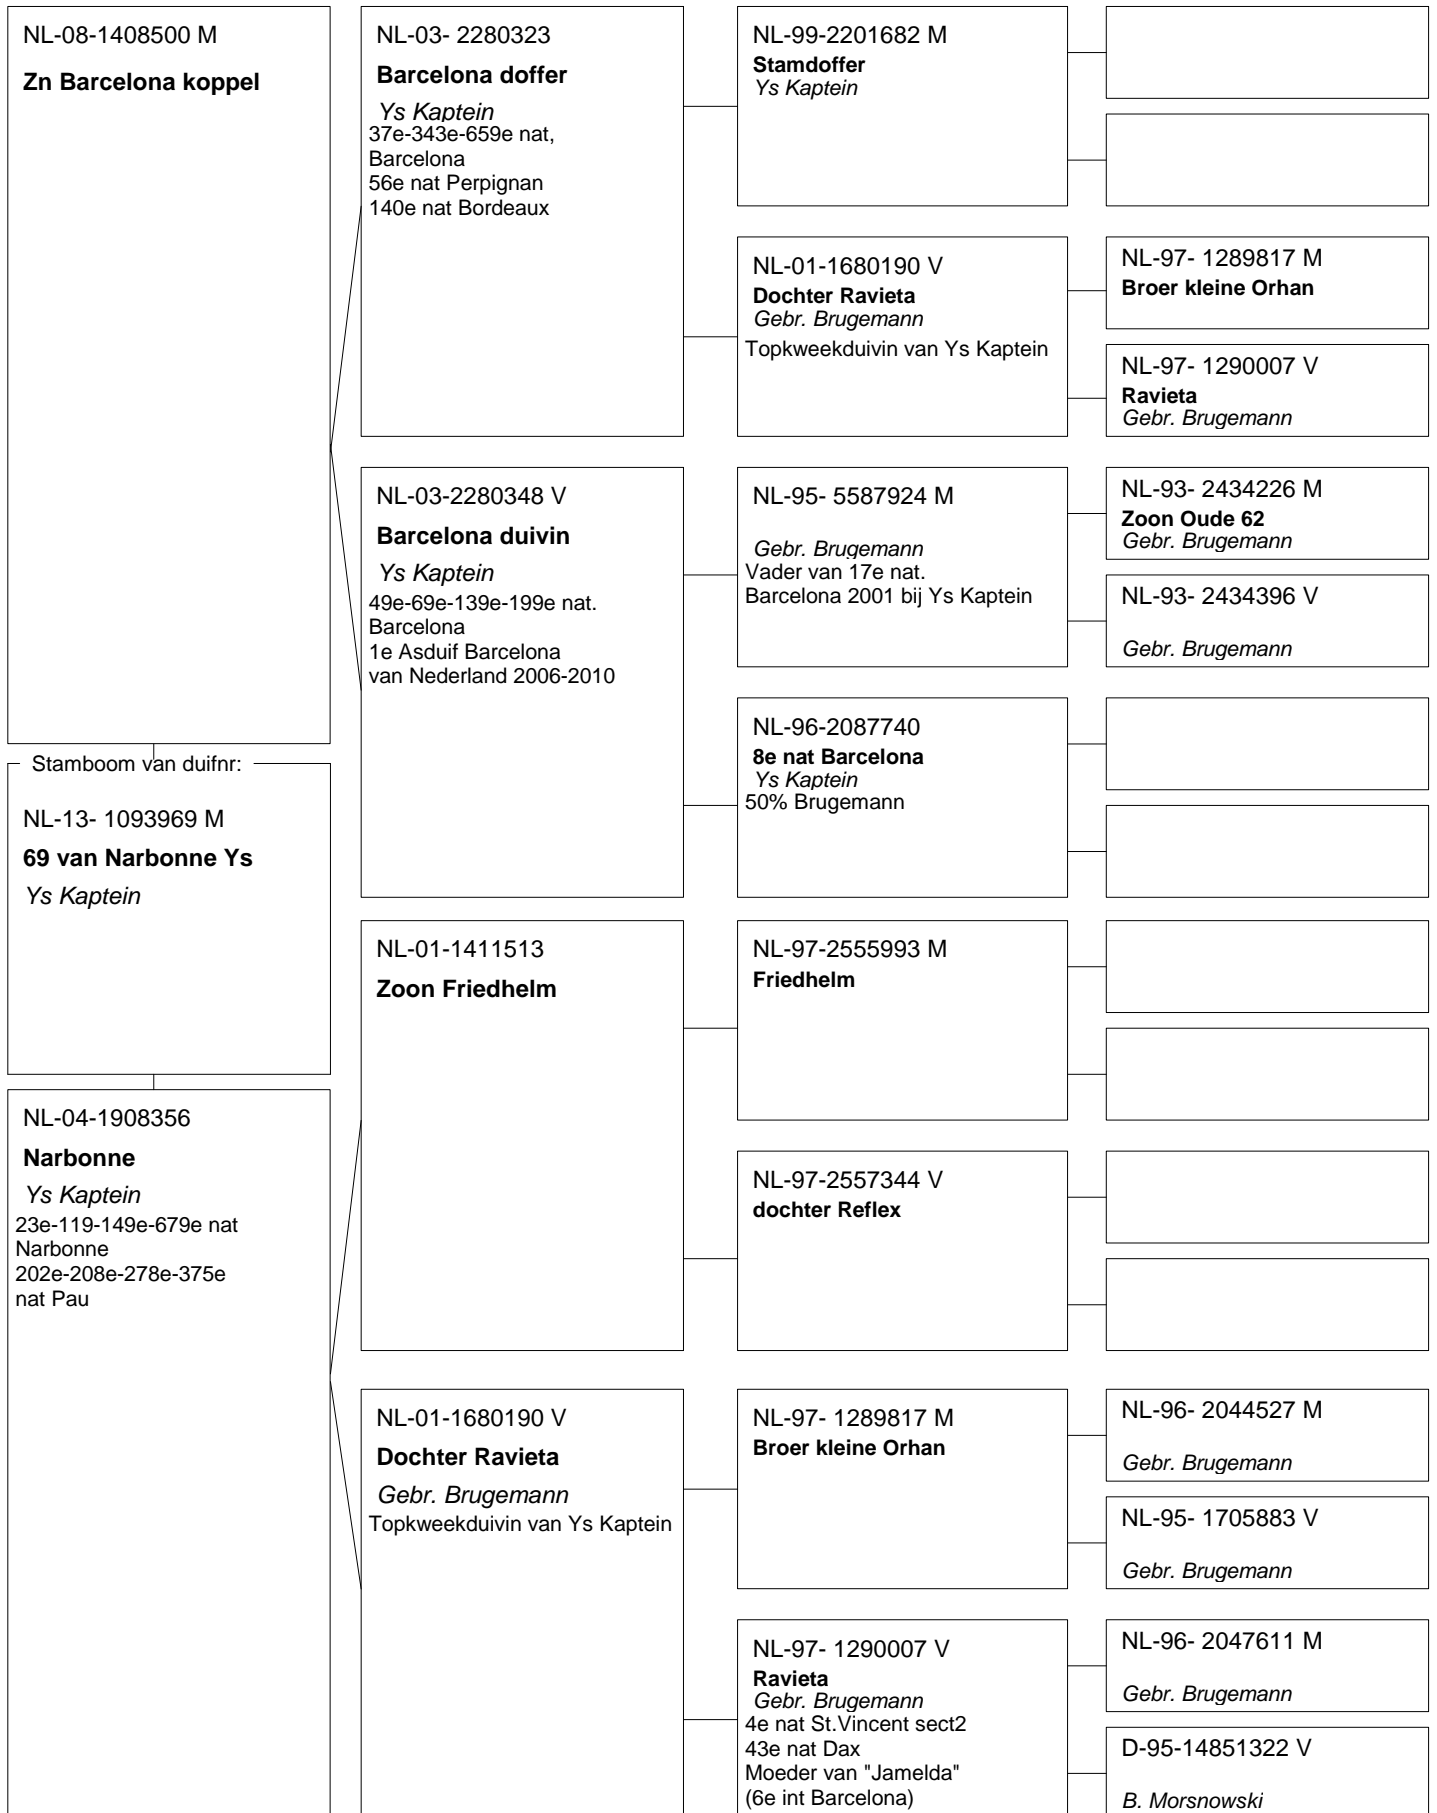 NL-08-1408500 M
Zn Barcelona koppel
Stamboom van duifnr:
NL-13- 1093969 M
69 van Narbonne Ys
Ys Kaptein
NL-04-1908356
Narbonne
Ys Kaptein
23e-119-149e-679e nat
Narbonne
202e-208e-278e-375e
nat Pau
NL-03- 2280323
Barcelona doffer
Ys Kaptein
37e-343e-659e nat,
Barcelona
56e nat Perpignan
140e nat Bordeaux
NL-03-2280348 V
Barcelona duivin
Ys Kaptein
49e-69e-139e-199e nat.
Barcelona
1e Asduif Barcelona
van Nederland 2006-2010
NL-01-1411513
Zoon Friedhelm
NL-01-1680190 V
Dochter Ravieta
Gebr. Brugemann
Topkweekduivin van Ys Kaptein
NL-99-2201682 M
Stamdoffer
Ys Kaptein
NL-01-1680190 V
Dochter Ravieta
Gebr. Brugemann
Topkweekduivin van Ys Kaptein
NL-95- 5587924 M
Gebr. Brugemann
Vader van 17e nat.
Barcelona 2001 bij Ys Kaptein
NL-96-2087740
8e nat Barcelona
Ys Kaptein
50% Brugemann
NL-97-2555993 M
Friedhelm
NL-97-2557344 V
dochter Reflex
NL-97- 1289817 M
Broer kleine Orhan
NL-97- 1290007 V
Ravieta
Gebr. Brugemann
4e nat St.Vincent sect2
43e nat Dax
Moeder van "Jamelda"
(6e int Barcelona)
NL-97- 1289817 M
Broer kleine Orhan
NL-97- 1290007 V
Ravieta
Gebr. Brugemann
NL-93- 2434226 M
Zoon Oude 62
Gebr. Brugemann
NL-93- 2434396 V
Gebr. Brugemann
NL-96- 2044527 M
Gebr. Brugemann
NL-95- 1705883 V
Gebr. Brugemann
NL-96- 2047611 M
Gebr. Brugemann
D-95-14851322 V
B. Morsnowski